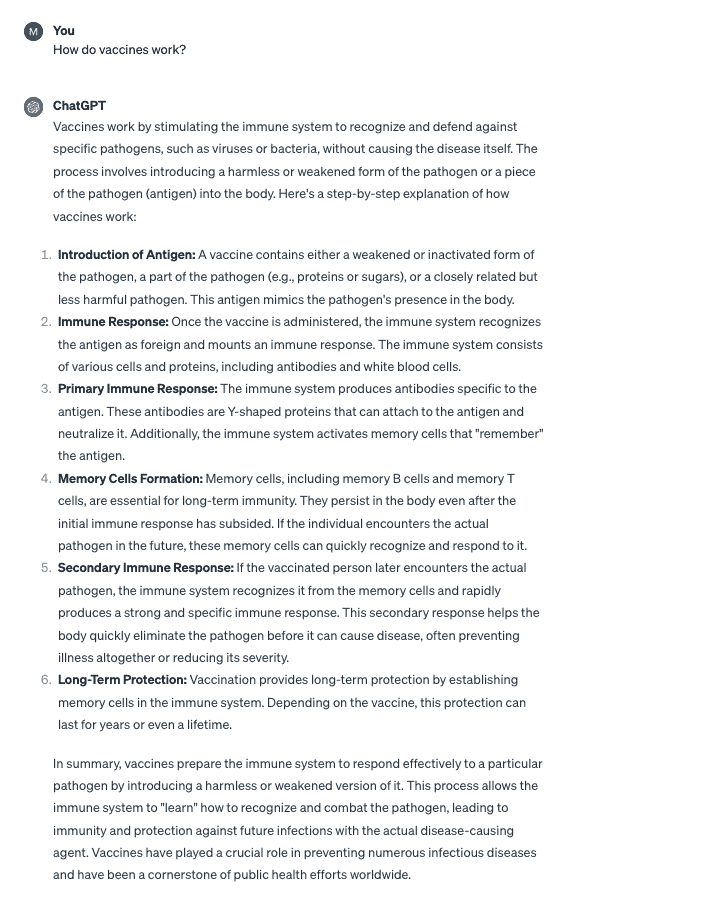 M
You
How do vaccines work?
ChatGPT
Vaccines work by stimulating the immune system to recognize and defend against
specific pathogens, such as viruses or bacteria, without causing the disease itself. The
process involves introducing a harmless or weakened form of the pathogen or a piece
of the pathogen (antigen) into the body. Here's a step-by-step explanation of how
vaccines work:
1. Introduction of Antigen: A vaccine contains either a weakened or inactivated form of
the pathogen, a part of the pathogen (e.g., proteins or sugars), or a closely related but
less harmful pathogen. This antigen mimics the pathogen's presence in the body.
2. Immune Response: Once the vaccine is administered, the immune system recognizes
the antigen as foreign and mounts an immune response. The immune system consists
of various cells and proteins, including antibodies and white blood cells.
3. Primary Immune Response: The immune system produces antibodies specific to the
antigen. These antibodies are Y-shaped proteins that can attach to the antigen and
neutralize it. Additionally, the immune system activates memory cells that "remember"
the antigen.
4. Memory Cells Formation: Memory cells, including memory B cells and memory T
cells, are essential for long-term immunity. They persist in the body even after the
initial immune response has subsided. If the individual encounters the actual
pathogen in the future, these memory cells can quickly recognize and respond to it.
5. Secondary Immune Response: If the vaccinated person later encounters the actual
pathogen, the immune system recognizes it from the memory cells and rapidly
produces a strong and specific immune response. This secondary response helps the
body quickly eliminate the pathogen before it can cause disease, often preventing
illness altogether or reducing its severity.
6. Long-Term Protection: Vaccination provides long-term protection by establishing
memory cells in the immune system. Depending on the vaccine, this protection can
last for years or even a lifetime.
In summary, vaccines prepare the immune system to respond effectively to a particular
pathogen by introducing a harmless or weakened version of it. This process allows the
immune system to "learn" how to recognize and combat the pathogen, leading to
immunity and protection against future infections with the actual disease-causing
agent. Vaccines have played a crucial role in preventing numerous infectious diseases
and have been a cornerstone of public health efforts worldwide.